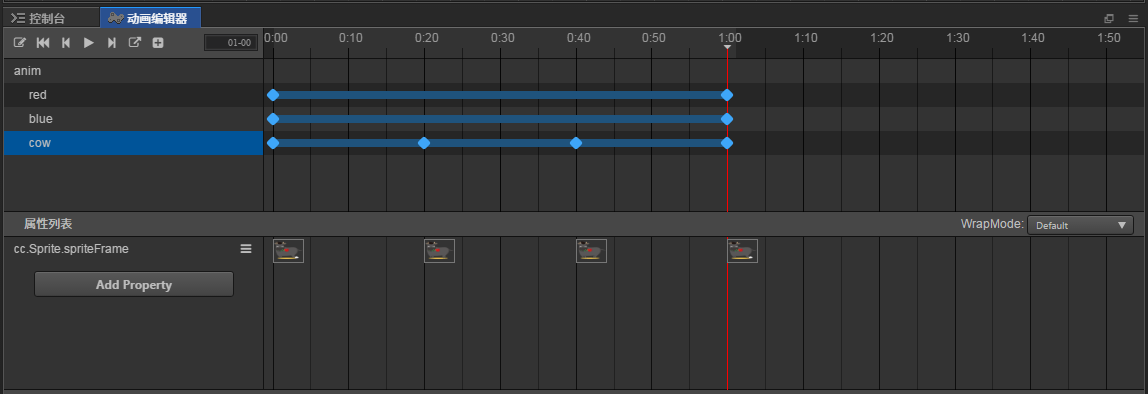 控制台 动画编辑器
01-00 0:00 0:10 0:20 0:30 0:40 0:50 1:00 1:10 1:20 1:30 1:40 1:50
anim
red
blue
cow
属性列表 WrapMode: Default
cc.Sprite.spriteFrame
Add Property